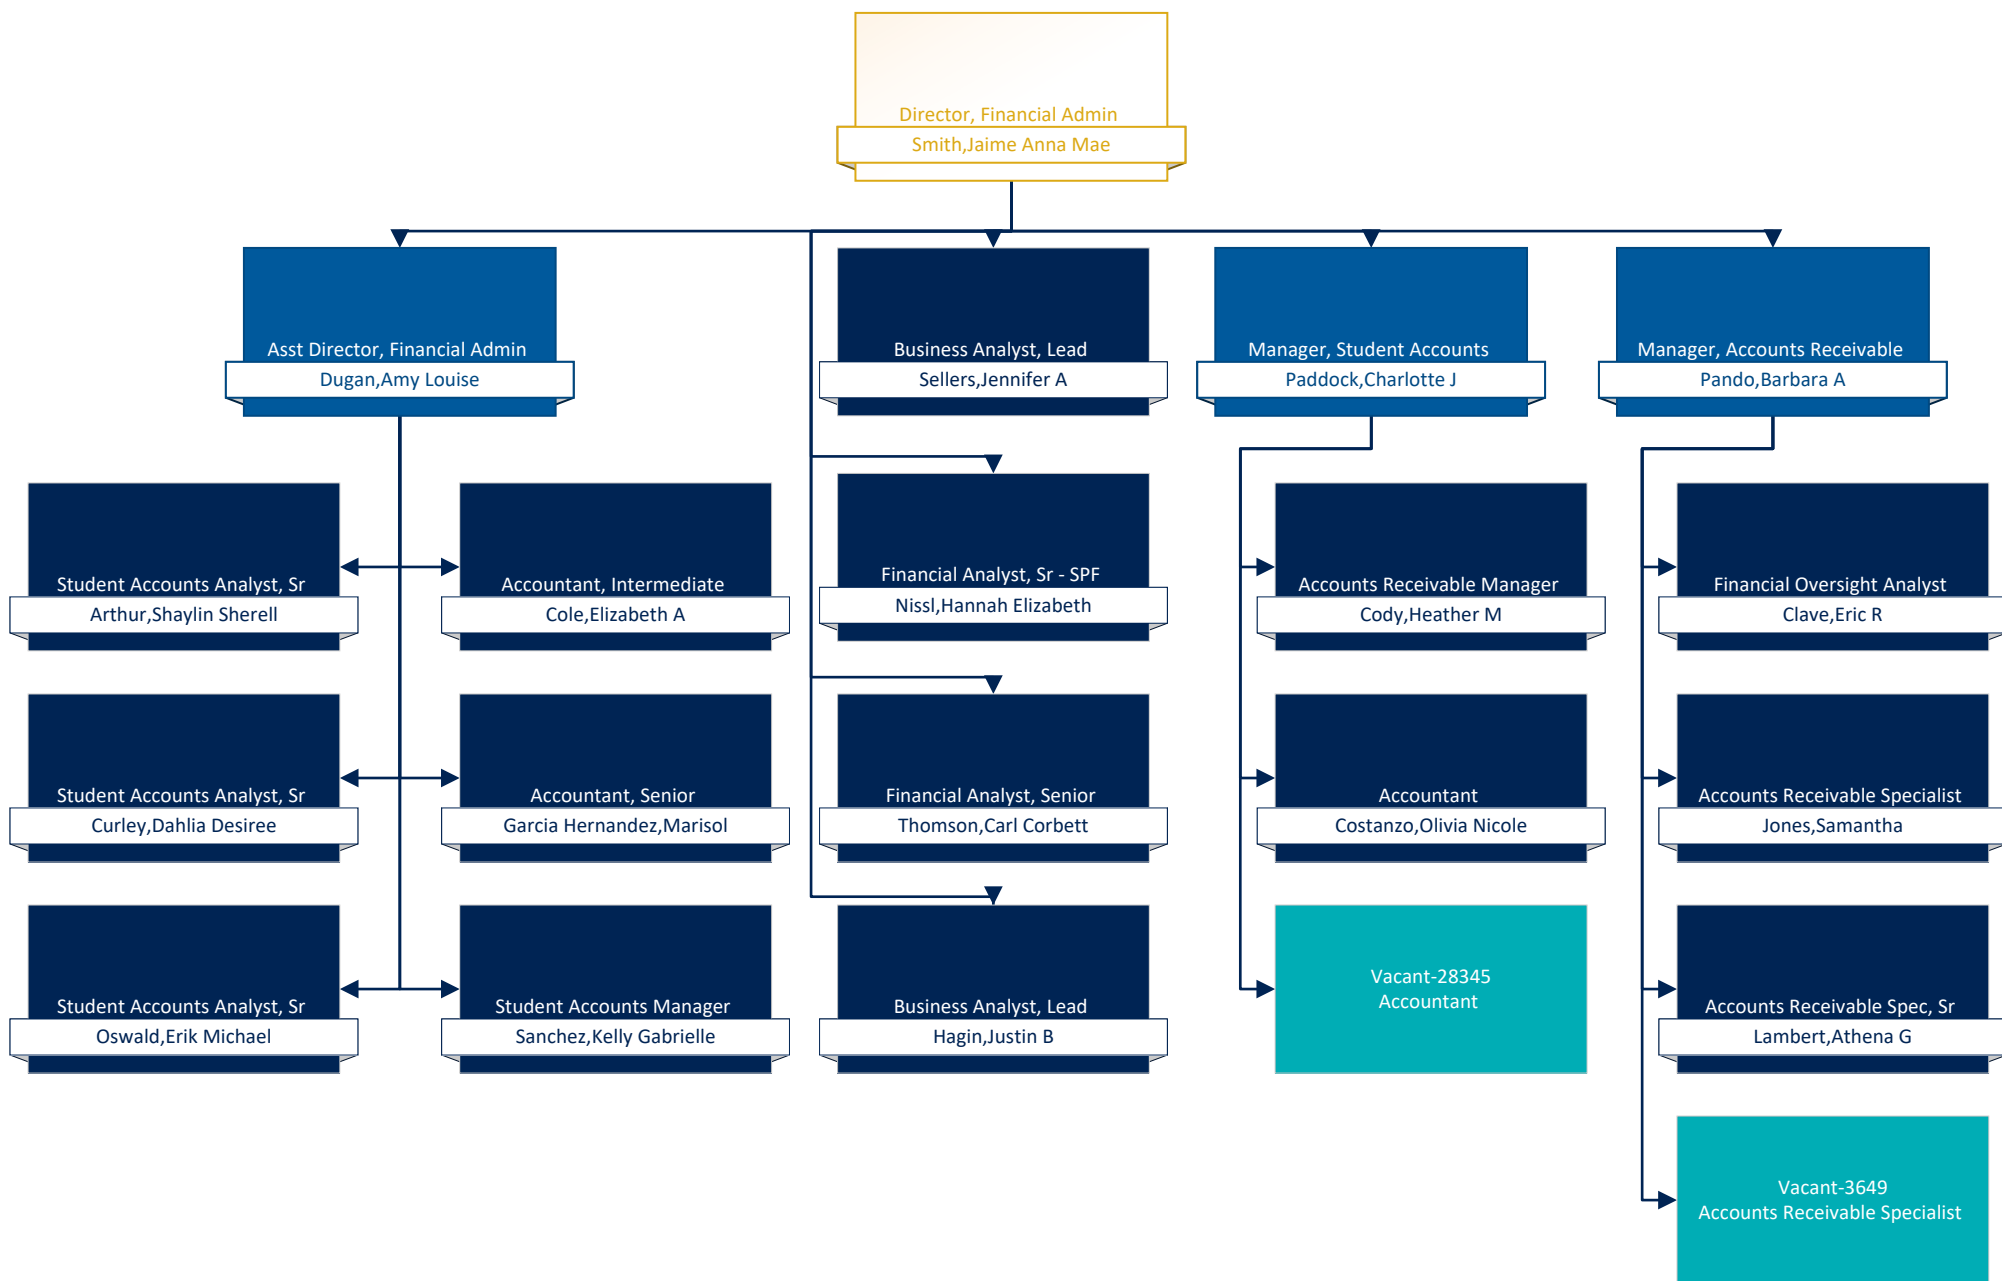 Director, Financial Admin
Smith,Jaime Anna Mae
Asst Director, Financial Admin
Dugan,Amy Louise
Business Analyst, Lead
Sellers,Jennifer A
Manager, Student Accounts
Paddock,Charlotte J
Manager, Accounts Receivable
Pando,Barbara A
Student Accounts Analyst, Sr
Arthur,Shaylin Sherell
Accountant, Intermediate
Cole,Elizabeth A
Financial Analyst, Sr - SPF
Nissl,Hannah Elizabeth
Accounts Receivable Manager
Cody,Heather M
Financial Oversight Analyst
Clave,Eric R
Student Accounts Analyst, Sr
Curley,Dahlia Desiree
Accountant, Senior
Garcia Hernandez,Marisol
Financial Analyst, Senior
Thomson,Carl Corbett
Accountant
Costanzo,Olivia Nicole
Accounts Receivable Specialist
Jones,Samantha
Student Accounts Analyst, Sr
Oswald,Erik Michael
Student Accounts Manager
Sanchez,Kelly Gabrielle
Business Analyst, Lead
Hagin,Justin B
Vacant-28345
Accountant
Accounts Receivable Spec, Sr
Lambert,Athena G
Vacant-3649
Accounts Receivable Specialist